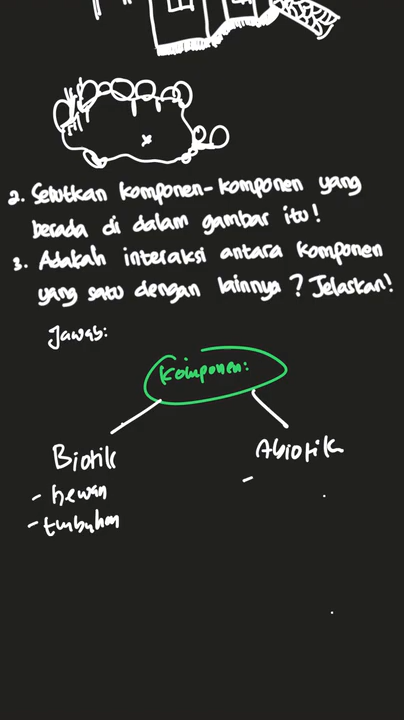 2. Sebutkan komponen-komponen yang
berada di dalam gambar itu!
3. Adakah interaksi antara komponen
yang satu dengan lainnya? Jelaskan!
Jawab:
Komponen:
Biotik
- hewan
- tumbuhan
Abiotik
-